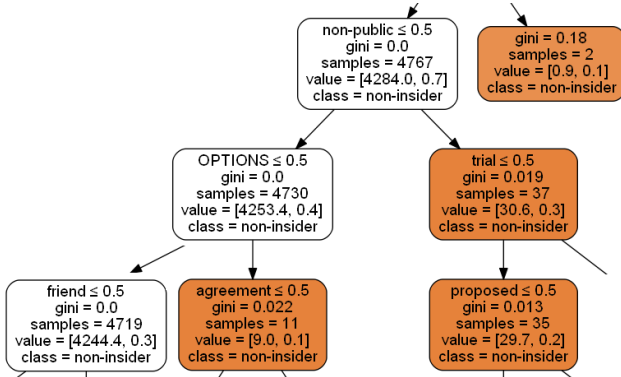 non-public ≤ 0.5
gini = 0.0
samples = 4767
value = [4284.0, 0.7]
class = non-insider
gini = 0.18
samples = 2
value = [0.9, 0.1]
class = non-insider
OPTIONS ≤ 0.5
gini = 0.0
samples = 4730
value = [4253.4, 0.4]
class = non-insider
trial ≤ 0.5
gini = 0.019
samples = 37
value = [30.6, 0.3]
class = non-insider
friend ≤ 0.5
gini = 0.0
samples = 4719
value = [4244.4, 0.3]
class = non-insider
agreement ≤ 0.5
gini = 0.022
samples = 11
value = [9.0, 0.1]
class = non-insider
proposed ≤ 0.5
gini = 0.013
samples = 35
value = [29.7, 0.2]
class = non-insider